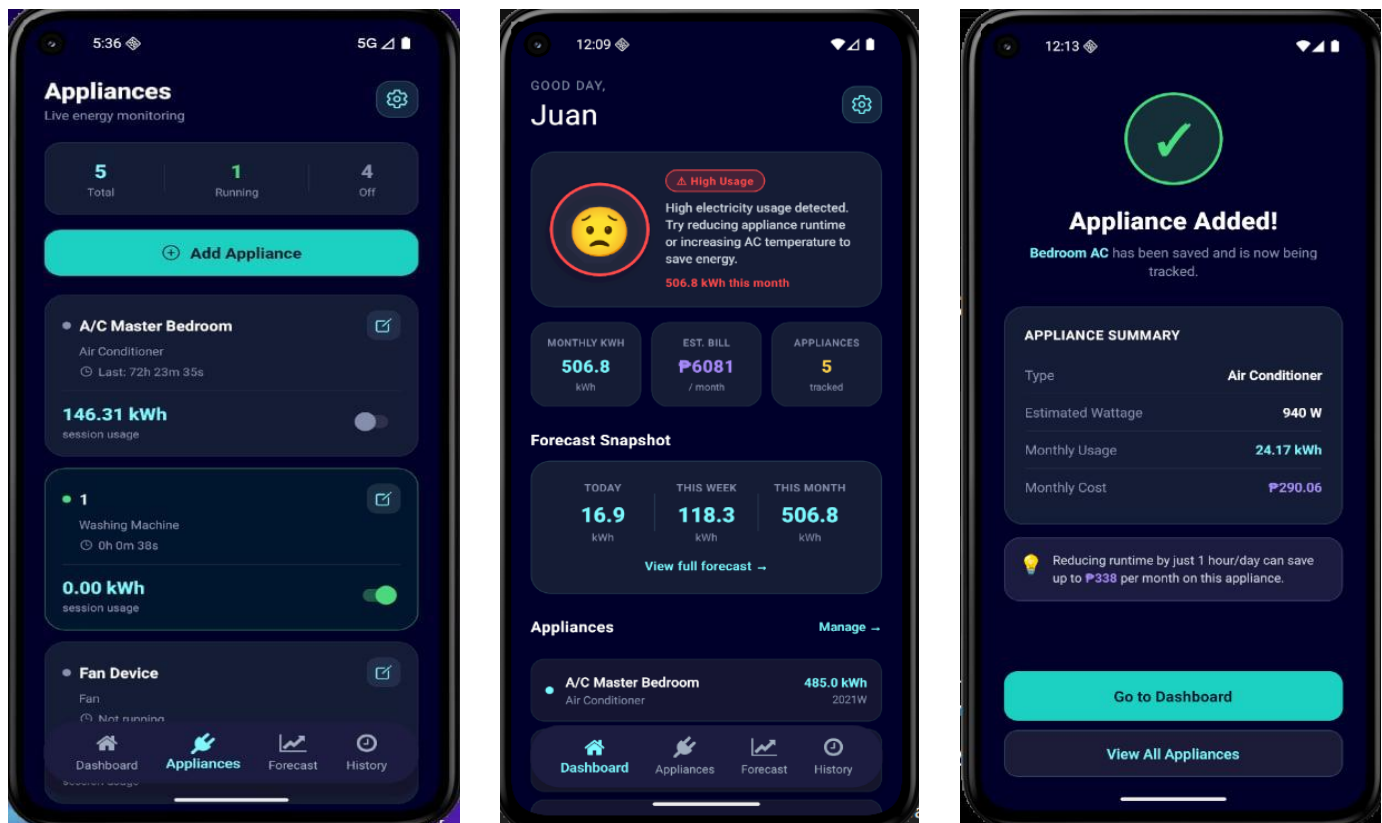 5:36
5G
Appliances
Live energy monitoring
5
1
4
Total
Running
Off
Add Appliance
A/C Master Bedroom
Air Conditioner
Last: 72h 23m 35s
146.31 kWh
session usage
1
Washing Machine
0h 0m 38s
0.00 kWh
session usage
Fan Device
Fan
Not running
Dashboard
Appliances
Forecast
History
session usage
12:09
GOOD DAY,
Juan
⚠ High Usage
High electricity usage detected.
Try reducing appliance runtime
or increasing AC temperature to
save energy.
506.8 kWh this month
MONTHLY KWH
EST. BILL
APPLIANCES
506.8
₱6081
5
kWh
/ month
tracked
Forecast Snapshot
TODAY
THIS WEEK
THIS MONTH
16.9
118.3
506.8
kWh
kWh
kWh
View full forecast →
Appliances
Manage →
A/C Master Bedroom
485.0 kWh
Air Conditioner
2021W
Dashboard
Appliances
Forecast
History
12:13
✓
Appliance Added!
Bedroom AC has been saved and is now being
tracked.
APPLIANCE SUMMARY
Type
Air Conditioner
Estimated Wattage
940 W
Monthly Usage
24.17 kWh
Monthly Cost
₱290.06
Reducing runtime by just 1 hour/day can save
up to ₱338 per month on this appliance.
Go to Dashboard
View All Appliances